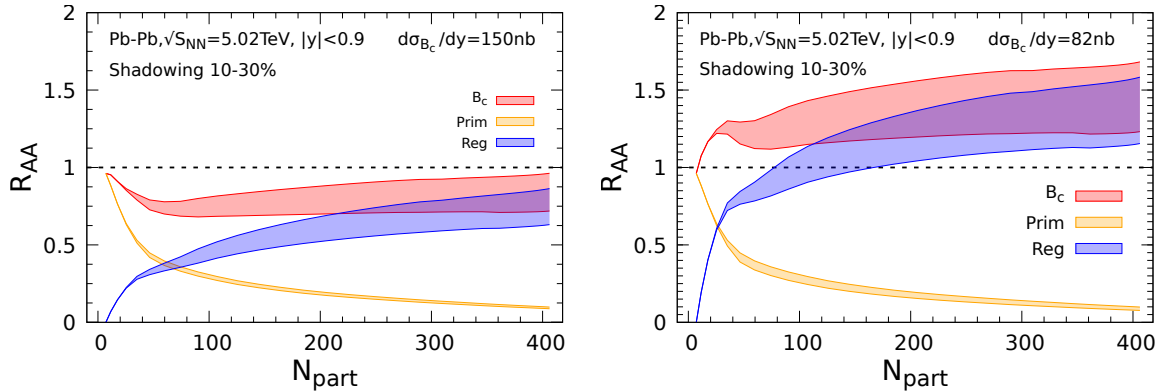 Pb-Pb,√S_NN=5.02TeV, |y|<0.9 dσ_B_c/dy=150nb
Shadowing 10-30%
B_c
Prim
Reg
R_AA
2
1.5
1
0.5
0
0 100 200 300 400
N_part
Pb-Pb,√S_NN=5.02TeV, |y|<0.9 dσ_B_c/dy=82nb
Shadowing 10-30%
B_c
Prim
Reg
R_AA
2
1.5
1
0.5
0
0 100 200 300 400
N_part